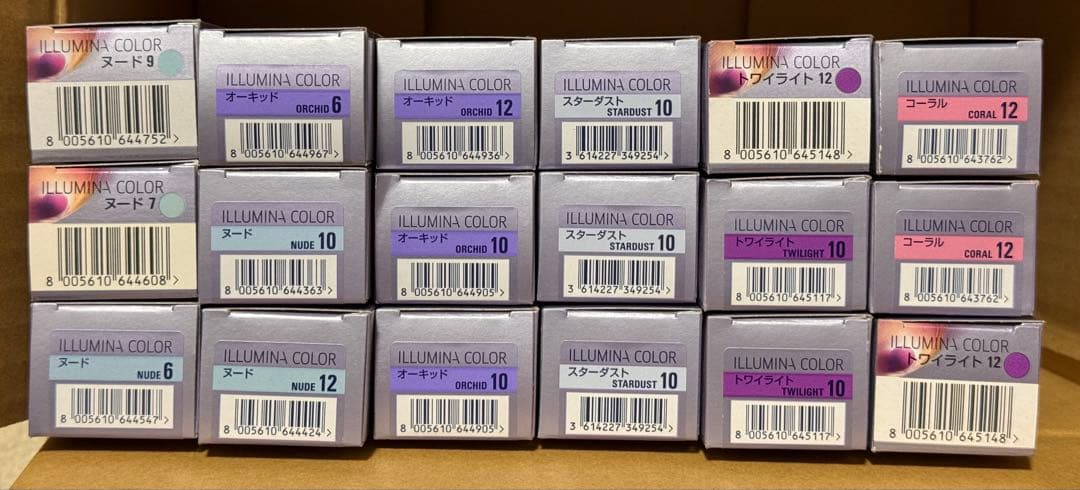 ILLUMINA COLOR
ヌード 9
8 005610 644752 >
ILLUMINA COLOR
オーキッド
ORCHID 6
8 005610 644967 >
ILLUMINA COLOR
オーキッド
ORCHID 12
8 005610 644936 >
ILLUMINA COLOR
スターダスト
STARDUST 10
3 614227 349254 >
ILLUMINA COLOR
トワイライト 12
8 005610 645148 >
ILLUMINA COLOR
コーラル
CORAL 12
8 005610 643762 >
ILLUMINA COLOR
ヌード 7
8 005610 644608 >
ILLUMINA COLOR
ヌード
NUDE 10
8 005610 644363 >
ILLUMINA COLOR
オーキッド
ORCHID 10
8 005610 644905 >
ILLUMINA COLOR
スターダスト
STARDUST 10
3 614227 349254 >
ILLUMINA COLOR
トワイライト
TWILIGHT 10
8 005610 645117 >
ILLUMINA COLOR
コーラル
CORAL 12
8 005610 643762 >
ILLUMINA COLOR
ヌード
NUDE 6
8 005610 644547 >
ILLUMINA COLOR
ヌード
NUDE 12
8 005610 644424 >
ILLUMINA COLOR
オーキッド
ORCHID 10
8 005610 644905 >
ILLUMINA COLOR
スターダスト
STARDUST 10
3 614227 349254 >
ILLUMINA COLOR
トワイライト
TWILIGHT 10
8 005610 645117 >
ILLUMINA COLOR
トワイライト 12
8 005610 645148 >